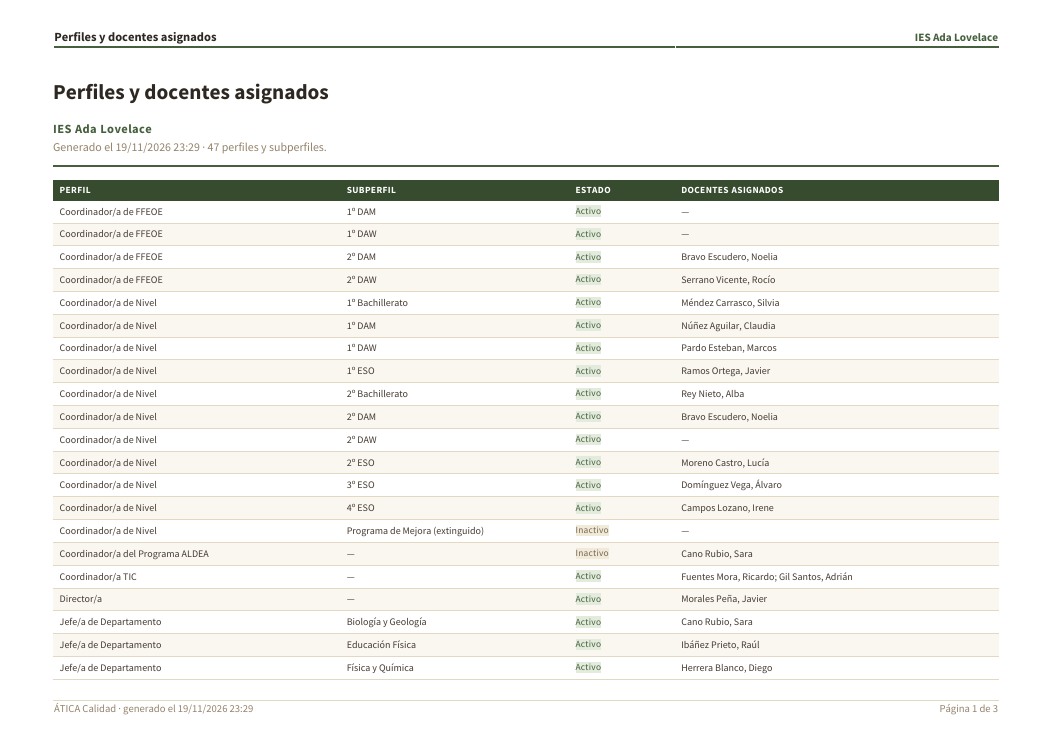 Perfiles y docentes asignados IES Ada Lovelace
Perfiles y docentes asignados
IES Ada Lovelace
Generado el 19/11/2026 23:29 · 47 perfiles y subperfiles.
PERFIL SUBPERFIL ESTADO DOCENTES ASIGNADOS
Coordinador/a de FFEOE 1º DAM Activo —
Coordinador/a de FFEOE 1º DAW Activo —
Coordinador/a de FFEOE 2º DAM Activo Bravo Escudero, Noelia
Coordinador/a de FFEOE 2º DAW Activo Serrano Vicente, Rocío
Coordinador/a de Nivel 1º Bachillerato Activo Méndez Carrasco, Silvia
Coordinador/a de Nivel 1º DAM Activo Núñez Aguilar, Claudia
Coordinador/a de Nivel 1º DAW Activo Pardo Esteban, Marcos
Coordinador/a de Nivel 1º ESO Activo Ramos Ortega, Javier
Coordinador/a de Nivel 2º Bachillerato Activo Rey Nieto, Alba
Coordinador/a de Nivel 2º DAM Activo Bravo Escudero, Noelia
Coordinador/a de Nivel 2º DAW Activo —
Coordinador/a de Nivel 2º ESO Activo Moreno Castro, Lucía
Coordinador/a de Nivel 3º ESO Activo Domínguez Vega, Álvaro
Coordinador/a de Nivel 4º ESO Activo Campos Lozano, Irene
Coordinador/a de Nivel Programa de Mejora (extinguido) Inactivo —
Coordinador/a del Programa ALDEA — Inactivo Cano Rubio, Sara
Coordinador/a TIC — Activo Fuentes Mora, Ricardo; Gil Santos, Adrián
Director/a — Activo Morales Peña, Javier
Jefe/a de Departamento Biología y Geología Activo Cano Rubio, Sara
Jefe/a de Departamento Educación Física Activo Ibáñez Prieto, Raúl
Jefe/a de Departamento Física y Química Activo Herrera Blanco, Diego
ÁTICA Calidad · generado el 19/11/2026 23:29 Página 1 de 3